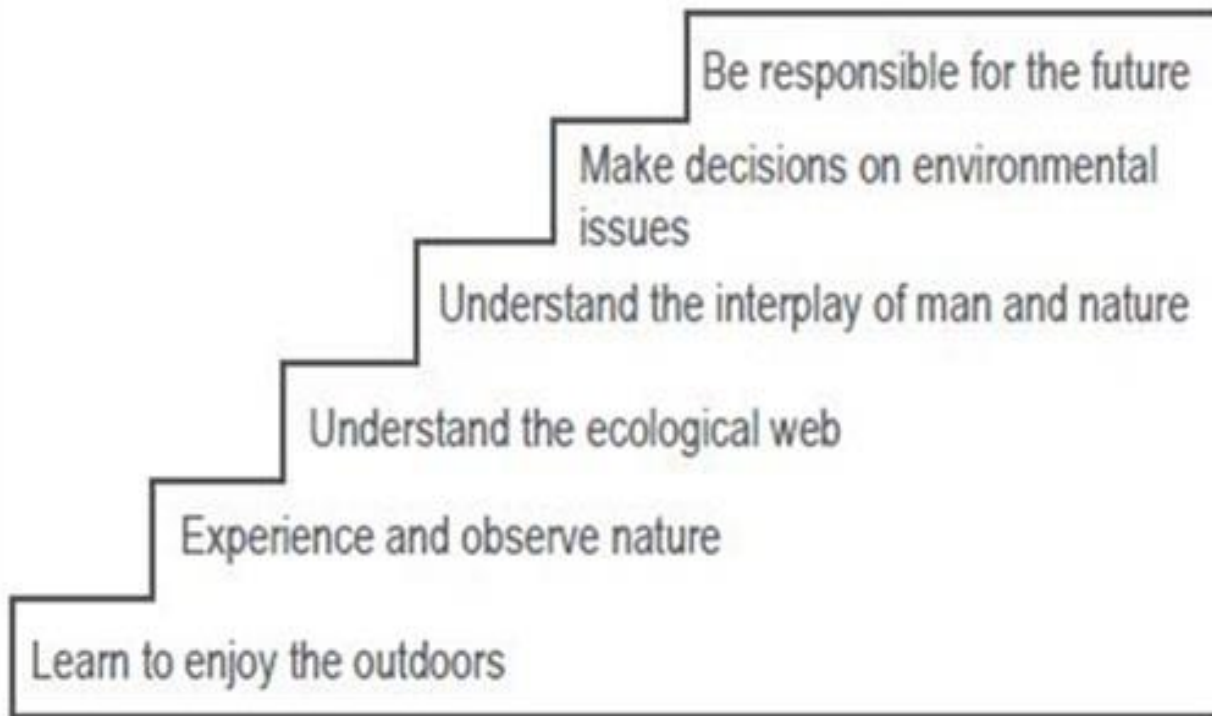 Be responsible for the future
Make decisions on environmental
issues
Understand the interplay of man and nature
Understand the ecological web
Experience and observe nature
Learn to enjoy the outdoors